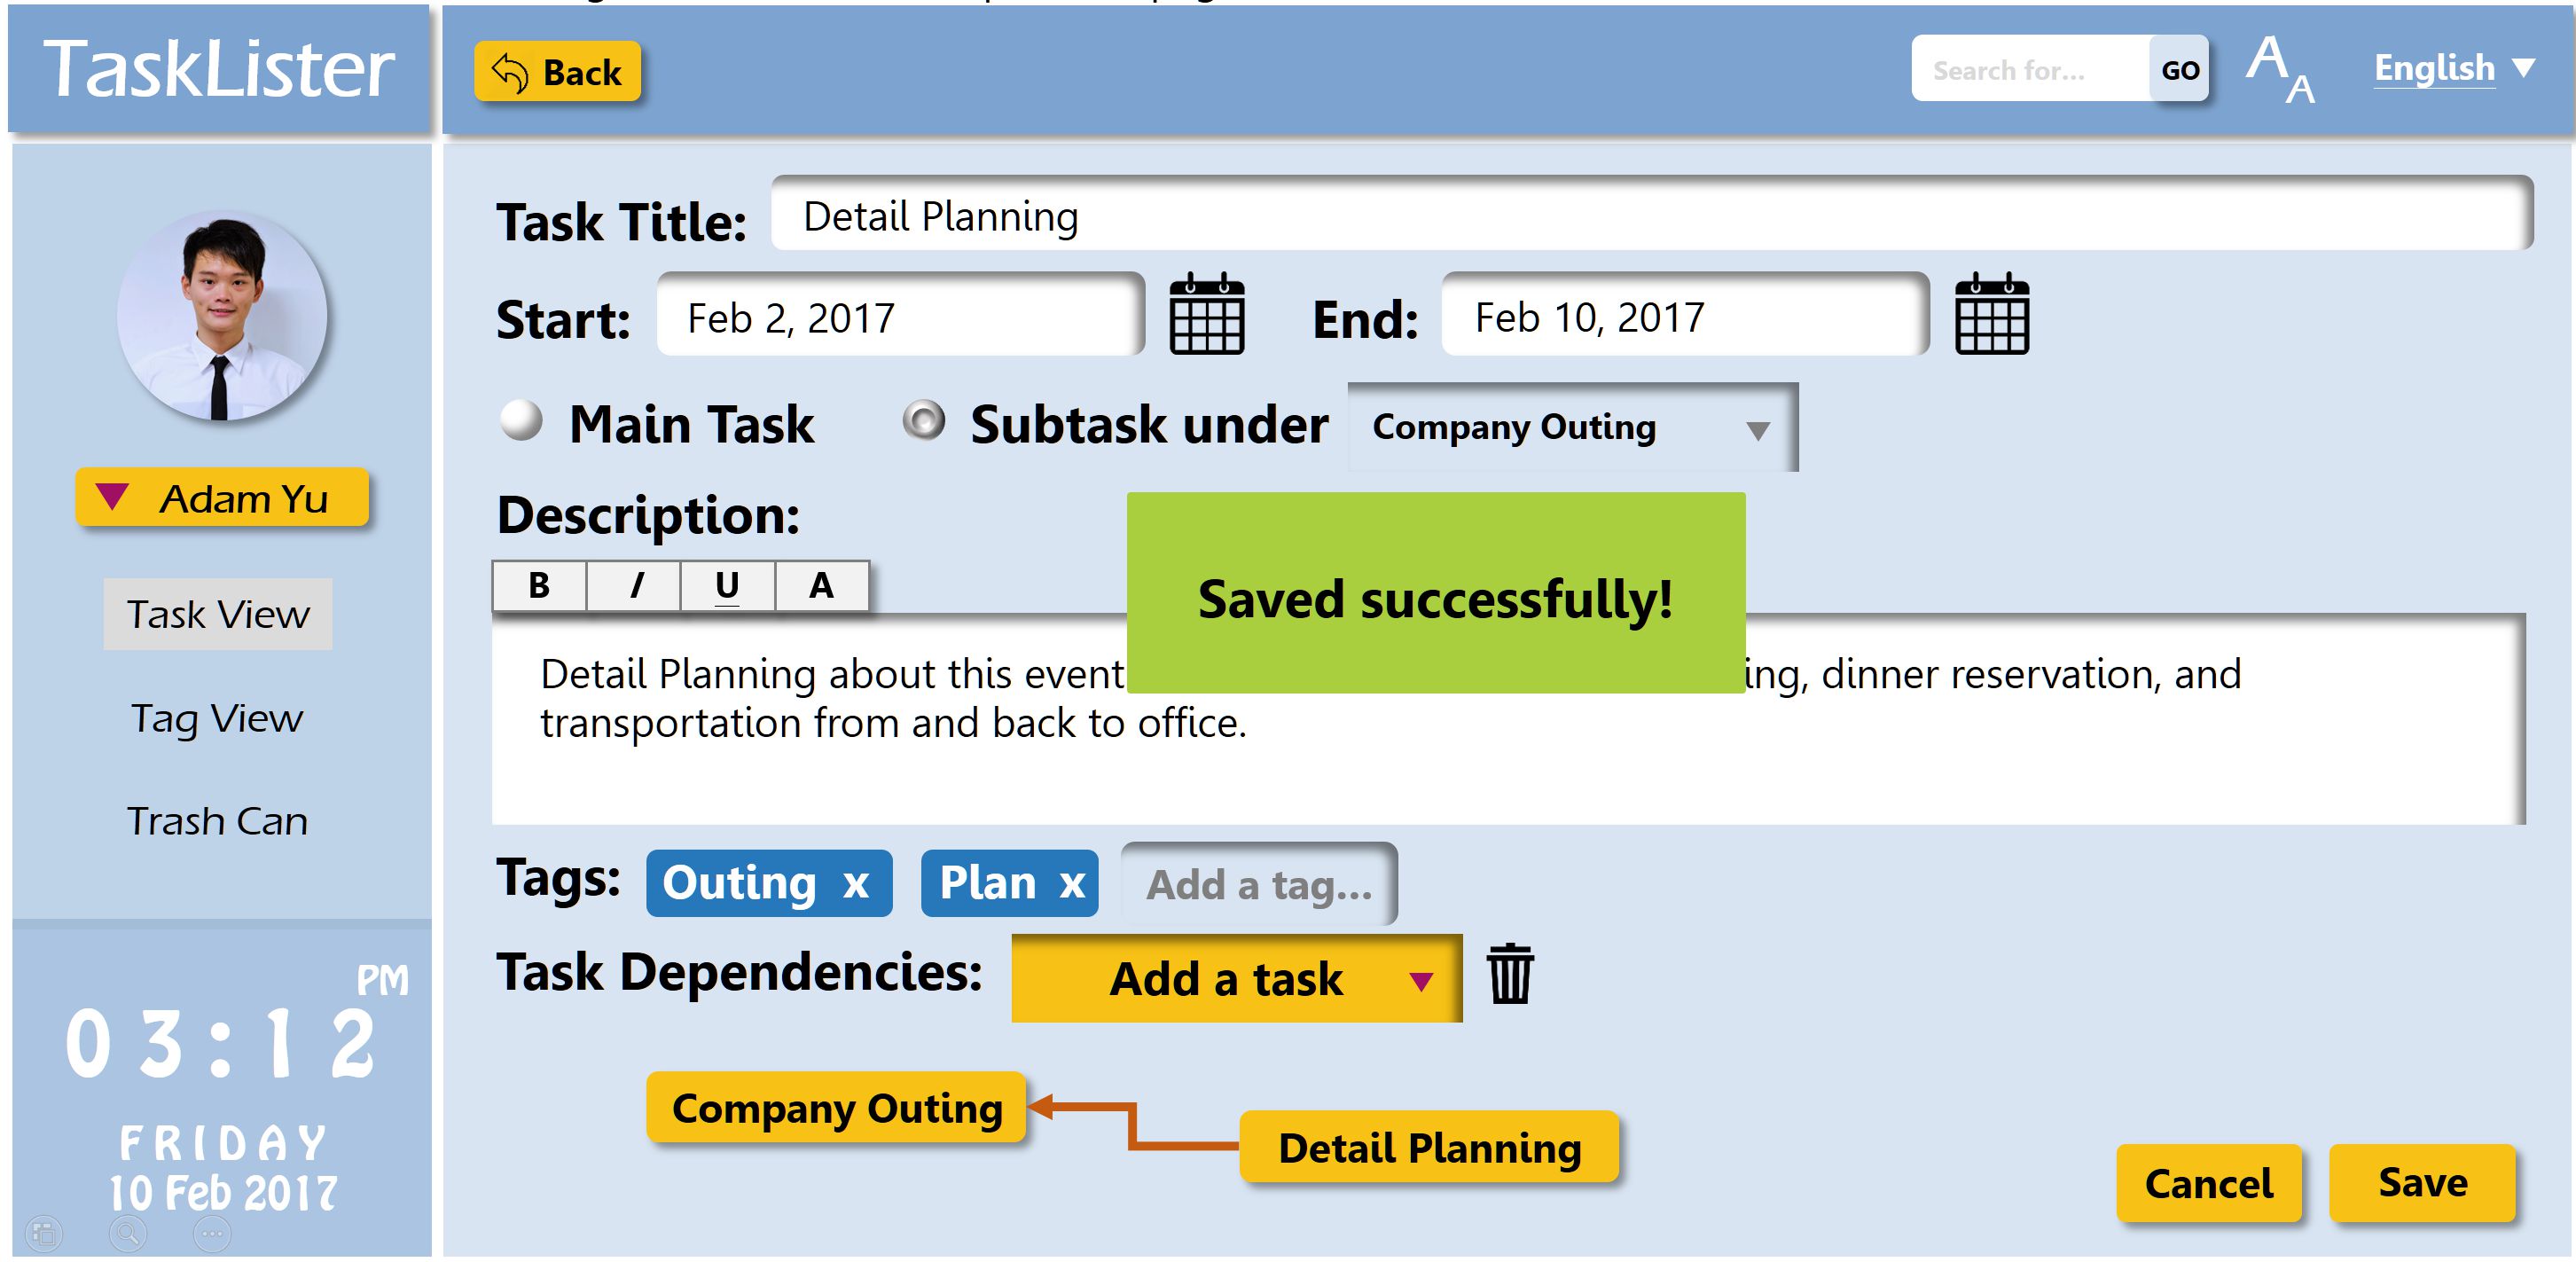 TaskLister
Back
Search for...
GO
A
A
English
Adam Yu
Task View
Tag View
Trash Can
PM
03:12
FRIDAY
10 Feb 2017
Task Title:
Detail Planning
Start:
Feb 2, 2017
End:
Feb 10, 2017
Main Task
Subtask under
Company Outing
Description:
B
I
U
A
Saved successfully!
Detail Planning about this event ing, dinner reservation, and
transportation from and back to office.
Tags:
Outing x
Plan x
Add a tag...
Task Dependencies:
Add a task
Company Outing
Detail Planning
Cancel
Save